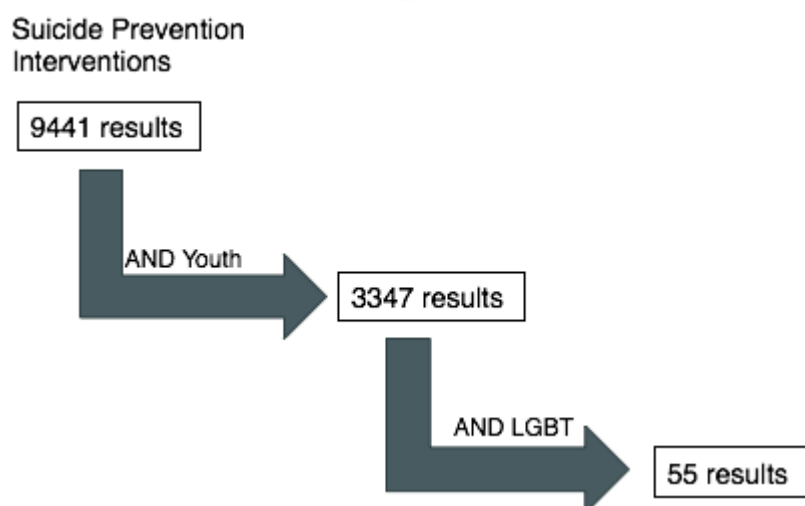 Suicide Prevention
Interventions
9441 results
AND Youth
3347 results
AND LGBT
55 results